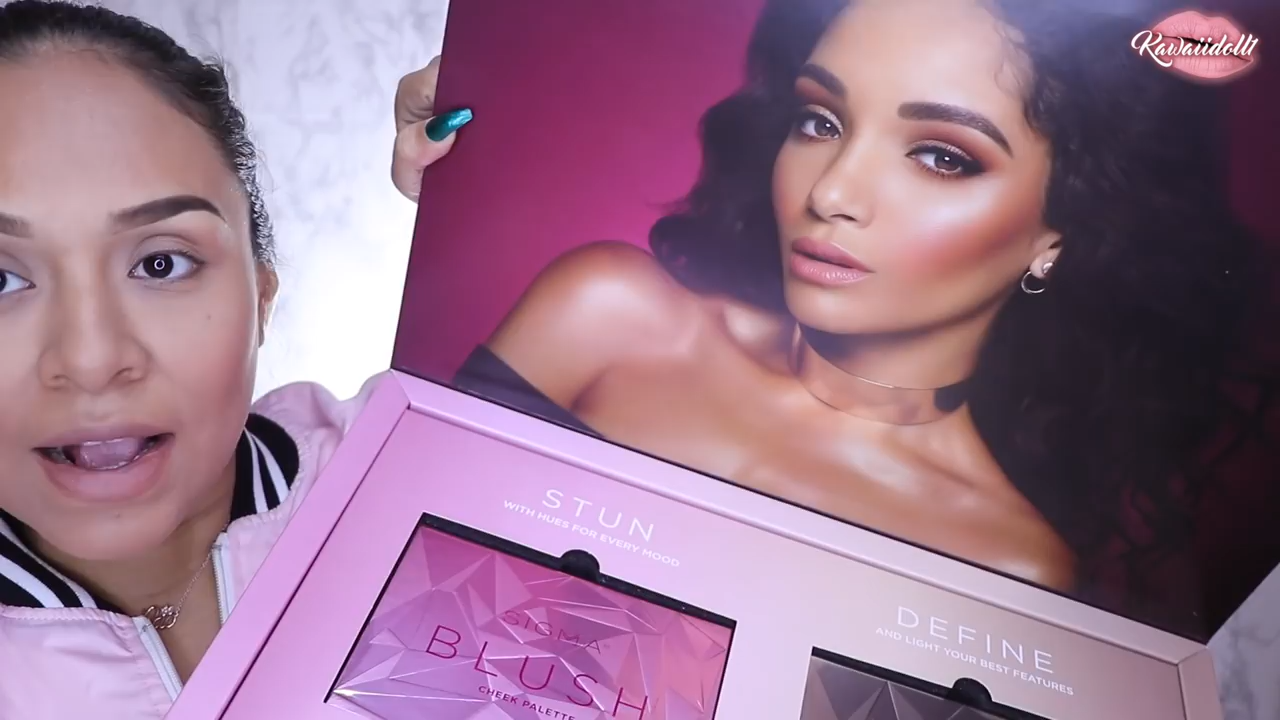 Kawaiidoll1
STUN
WITH HUES FOR EVERY MOOD
SIGMA®
BLUSH
CHEEK PALETTE
DEFINE
AND LIGHT YOUR BEST FEATURES